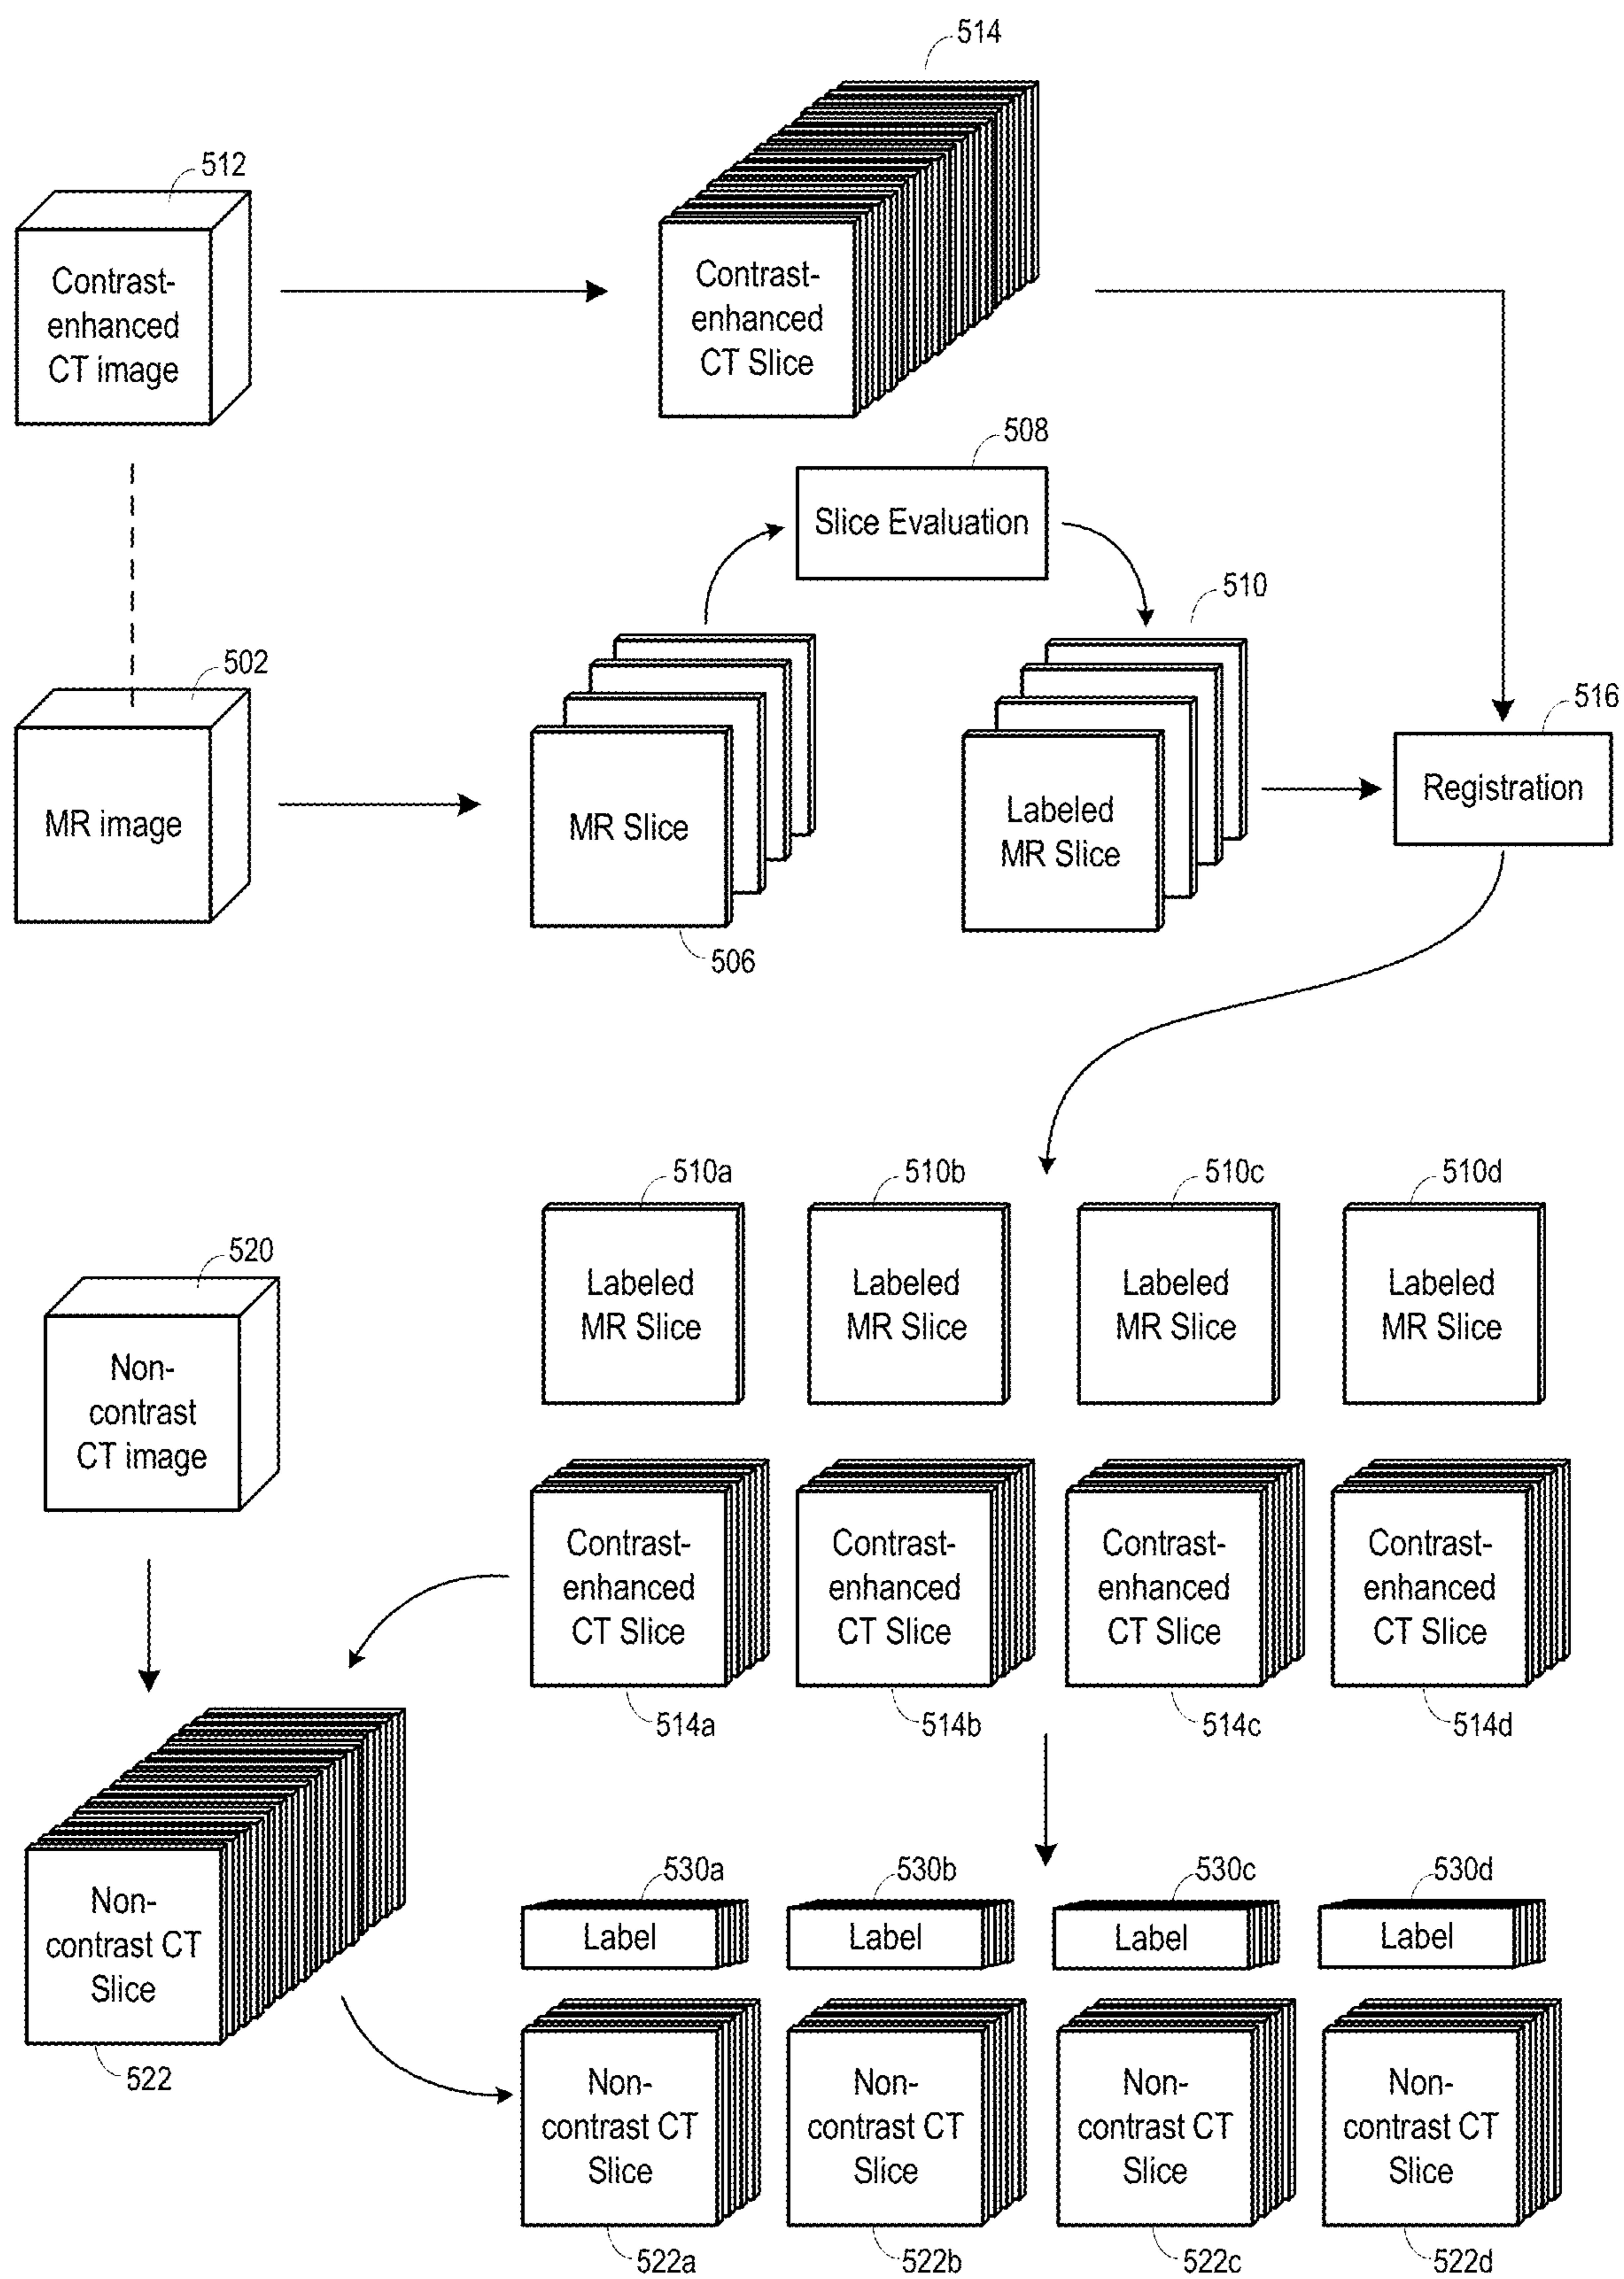 514
512
Contrast-
enhanced
CT image
Contrast-
enhanced
CT Slice
508
Slice Evaluation
510
502
MR image
MR Slice
506
Labeled
MR Slice
516
Registration
510a
510b
510c
510d
Labeled
MR Slice
Labeled
MR Slice
Labeled
MR Slice
Labeled
MR Slice
520
Non-
contrast
CT image
Contrast-
enhanced
CT Slice
Contrast-
enhanced
CT Slice
Contrast-
enhanced
CT Slice
Contrast-
enhanced
CT Slice
514a
514b
514c
514d
Non-
contrast CT
Slice
522
530a
530b
530c
530d
Label
Label
Label
Label
Non-
contrast CT
Slice
Non-
contrast CT
Slice
Non-
contrast CT
Slice
Non-
contrast CT
Slice
522a
522b
522c
522d